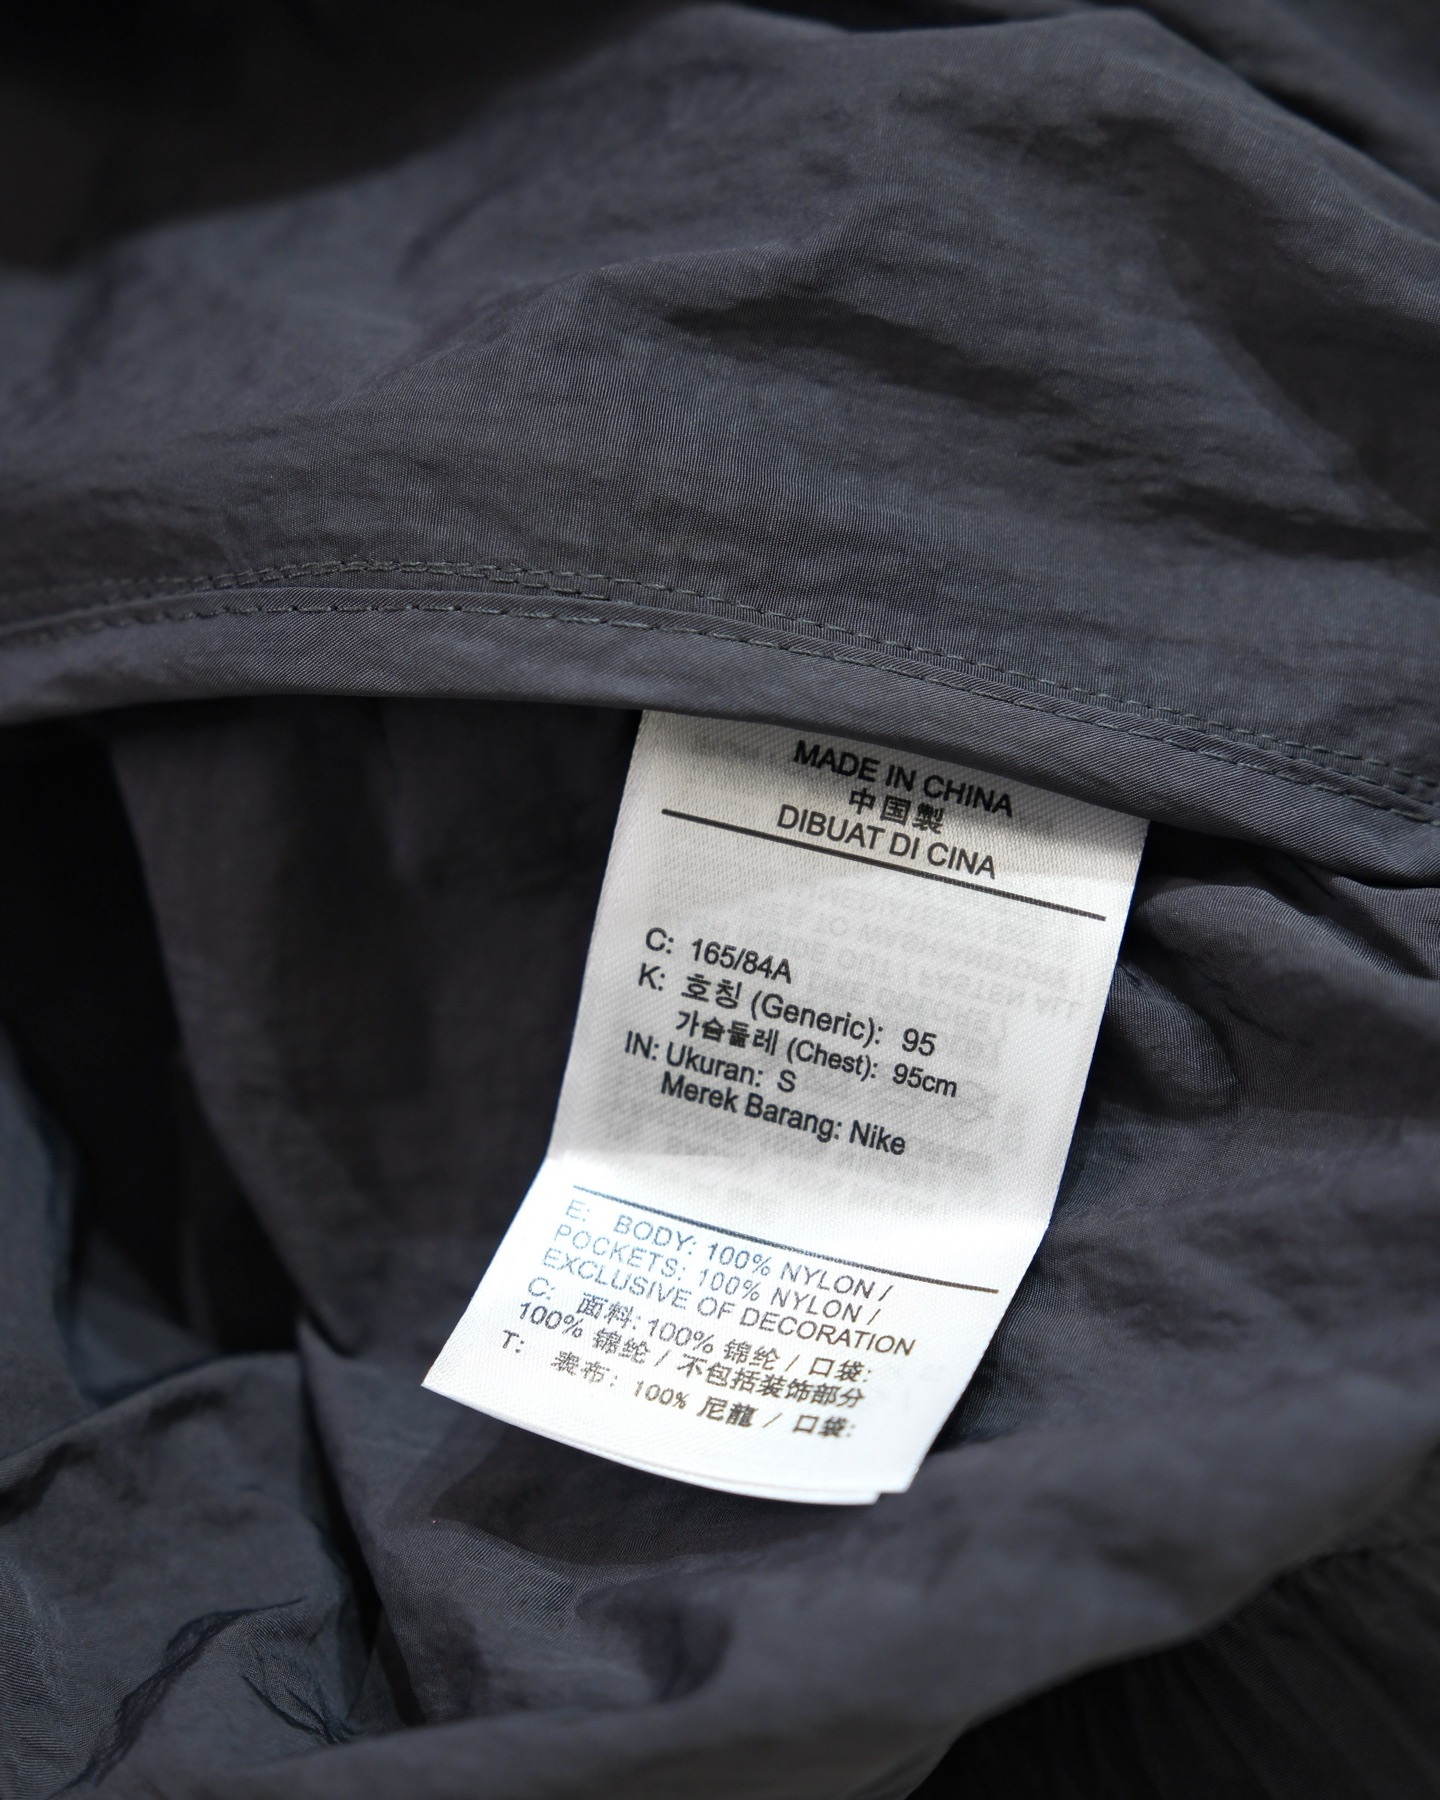 MADE IN CHINA
中国製
DIBUAT DI CINA
C: 165/84A
K: 호칭 (Generic): 95
가슴둘레 (Chest): 95cm
IN: Ukuran: S
Merek Barang: Nike
E: BODY: 100% NYLON /
POCKETS: 100% NYLON /
EXCLUSIVE OF DECORATION
C: 面料: 100% 锦纶 / 口袋:
100% 锦纶 / 不包括装饰部分
T: 表布: 100% 尼龍 / 口袋: